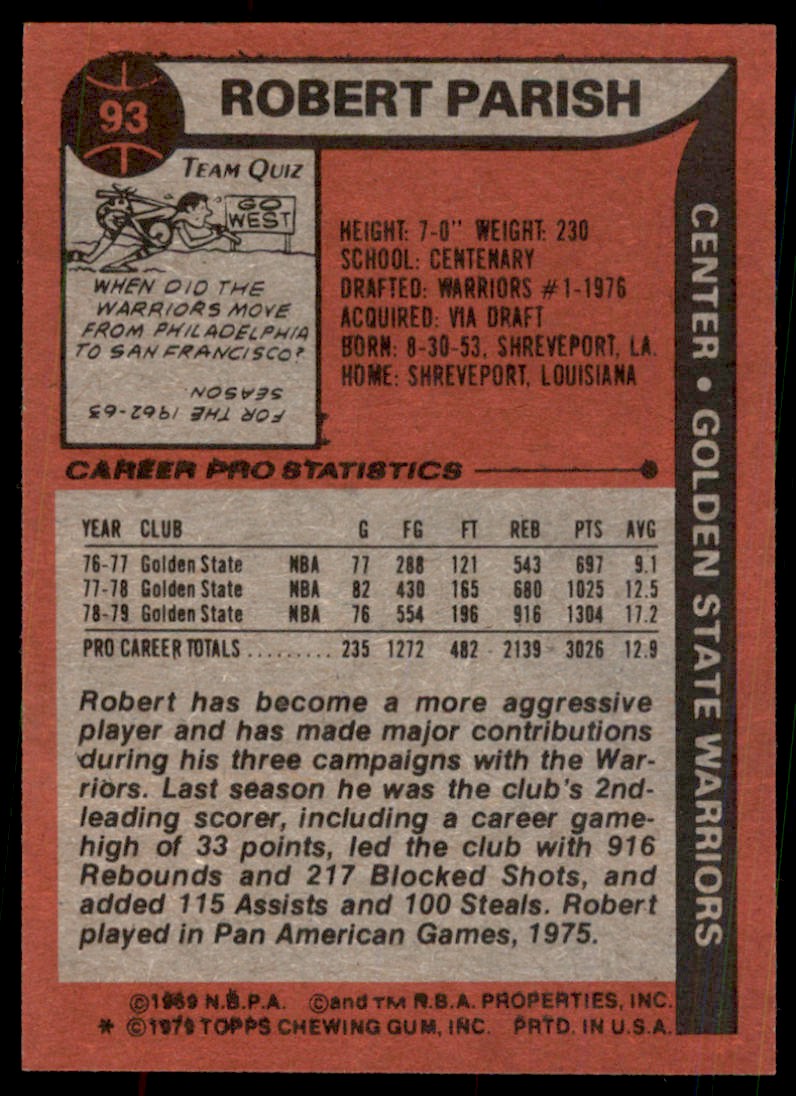 93
ROBERT PARISH
TEAM QUIZ
GO
WEST
WHEN DID THE
WARRIORS MOVE
FROM PHILADELPHIA
TO SAN FRANCISCO?
FOR THE 1962-63
SEASON
HEIGHT: 7-0" WEIGHT: 230
SCHOOL: CENTENARY
DRAFTED: WARRIORS #1-1976
ACQUIRED: VIA DRAFT
BORN: 8-30-53, SHREVEPORT, LA.
HOME: SHREVEPORT, LOUISIANA
CENTER • GOLDEN STATE WARRIORS
CAREER PRO STATISTICS
YEAR CLUB G FG FT REB PTS AVG
76-77 Golden State NBA 77 288 121 543 697 9.1
77-78 Golden State NBA 82 430 165 680 1025 12.5
78-79 Golden State NBA 76 554 196 916 1304 17.2
PRO CAREER TOTALS ......... 235 1272 482 2139 3026 12.9
Robert has become a more aggressive
player and has made major contributions
during his three campaigns with the War-
riors. Last season he was the club's 2nd-
leading scorer, including a career game-
high of 33 points, led the club with 916
Rebounds and 217 Blocked Shots, and
added 115 Assists and 100 Steals. Robert
played in Pan American Games, 1975.
©1969 N.B.P.A. ©and TM N.B.A. PROPERTIES, INC.
* ©1979 TOPPS CHEWING GUM, INC. PRTD. IN U.S.A.